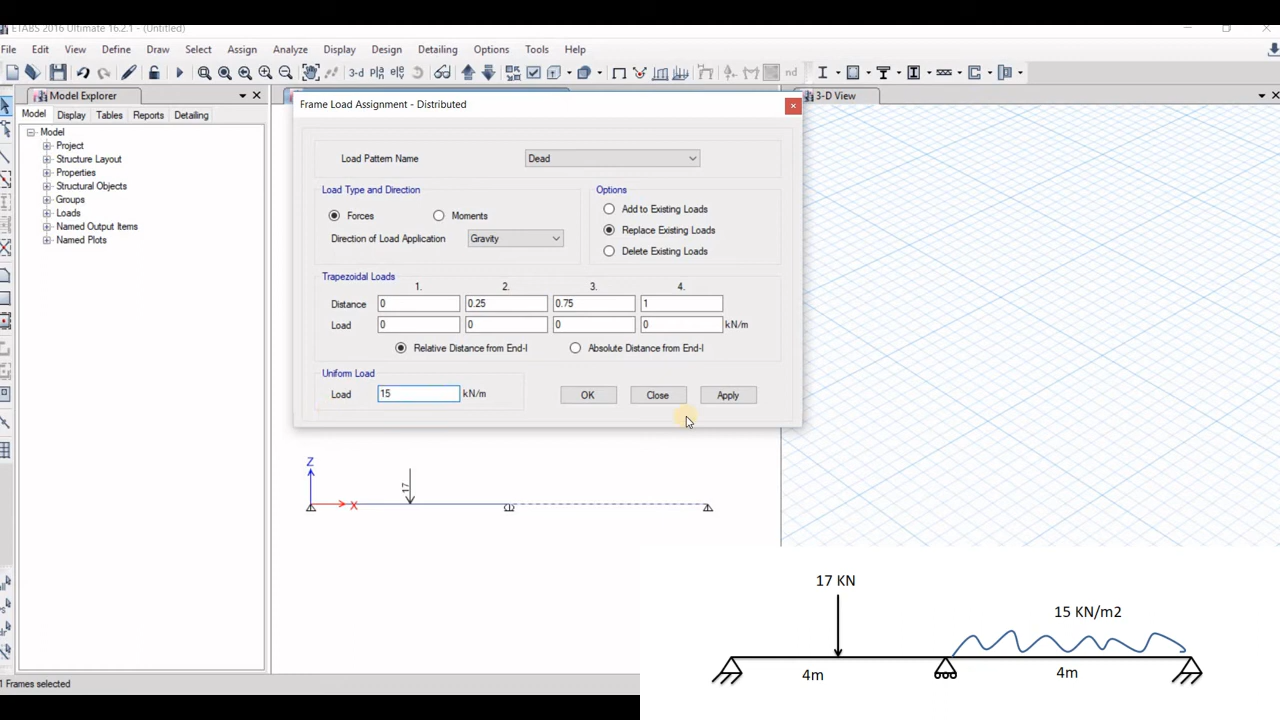 ETABS 2016 Ultimate 16.2.1 - (Untitled)
File Edit View Define Draw Select Assign Analyze Display Design Detailing Options Tools Help
3-d plạ elẹ nd
Model Explorer
Model Display Tables Reports Detailing
Model
Project
Structure Layout
Properties
Structural Objects
Groups
Loads
Named Output Items
Named Plots
3-D View
Frame Load Assignment - Distributed
Load Pattern Name Dead
Load Type and Direction
Forces Moments
Direction of Load Application Gravity
Options
Add to Existing Loads
Replace Existing Loads
Delete Existing Loads
Trapezoidal Loads
1. 2. 3. 4.
Distance 0 0.25 0.75 1
Load 0 0 0 0 kN/m
Relative Distance from End-I Absolute Distance from End-I
Uniform Load
Load 15 kN/m
OK Close Apply
Z
17
X
17 KN
15 KN/m2
4m 4m
1 Frames selected